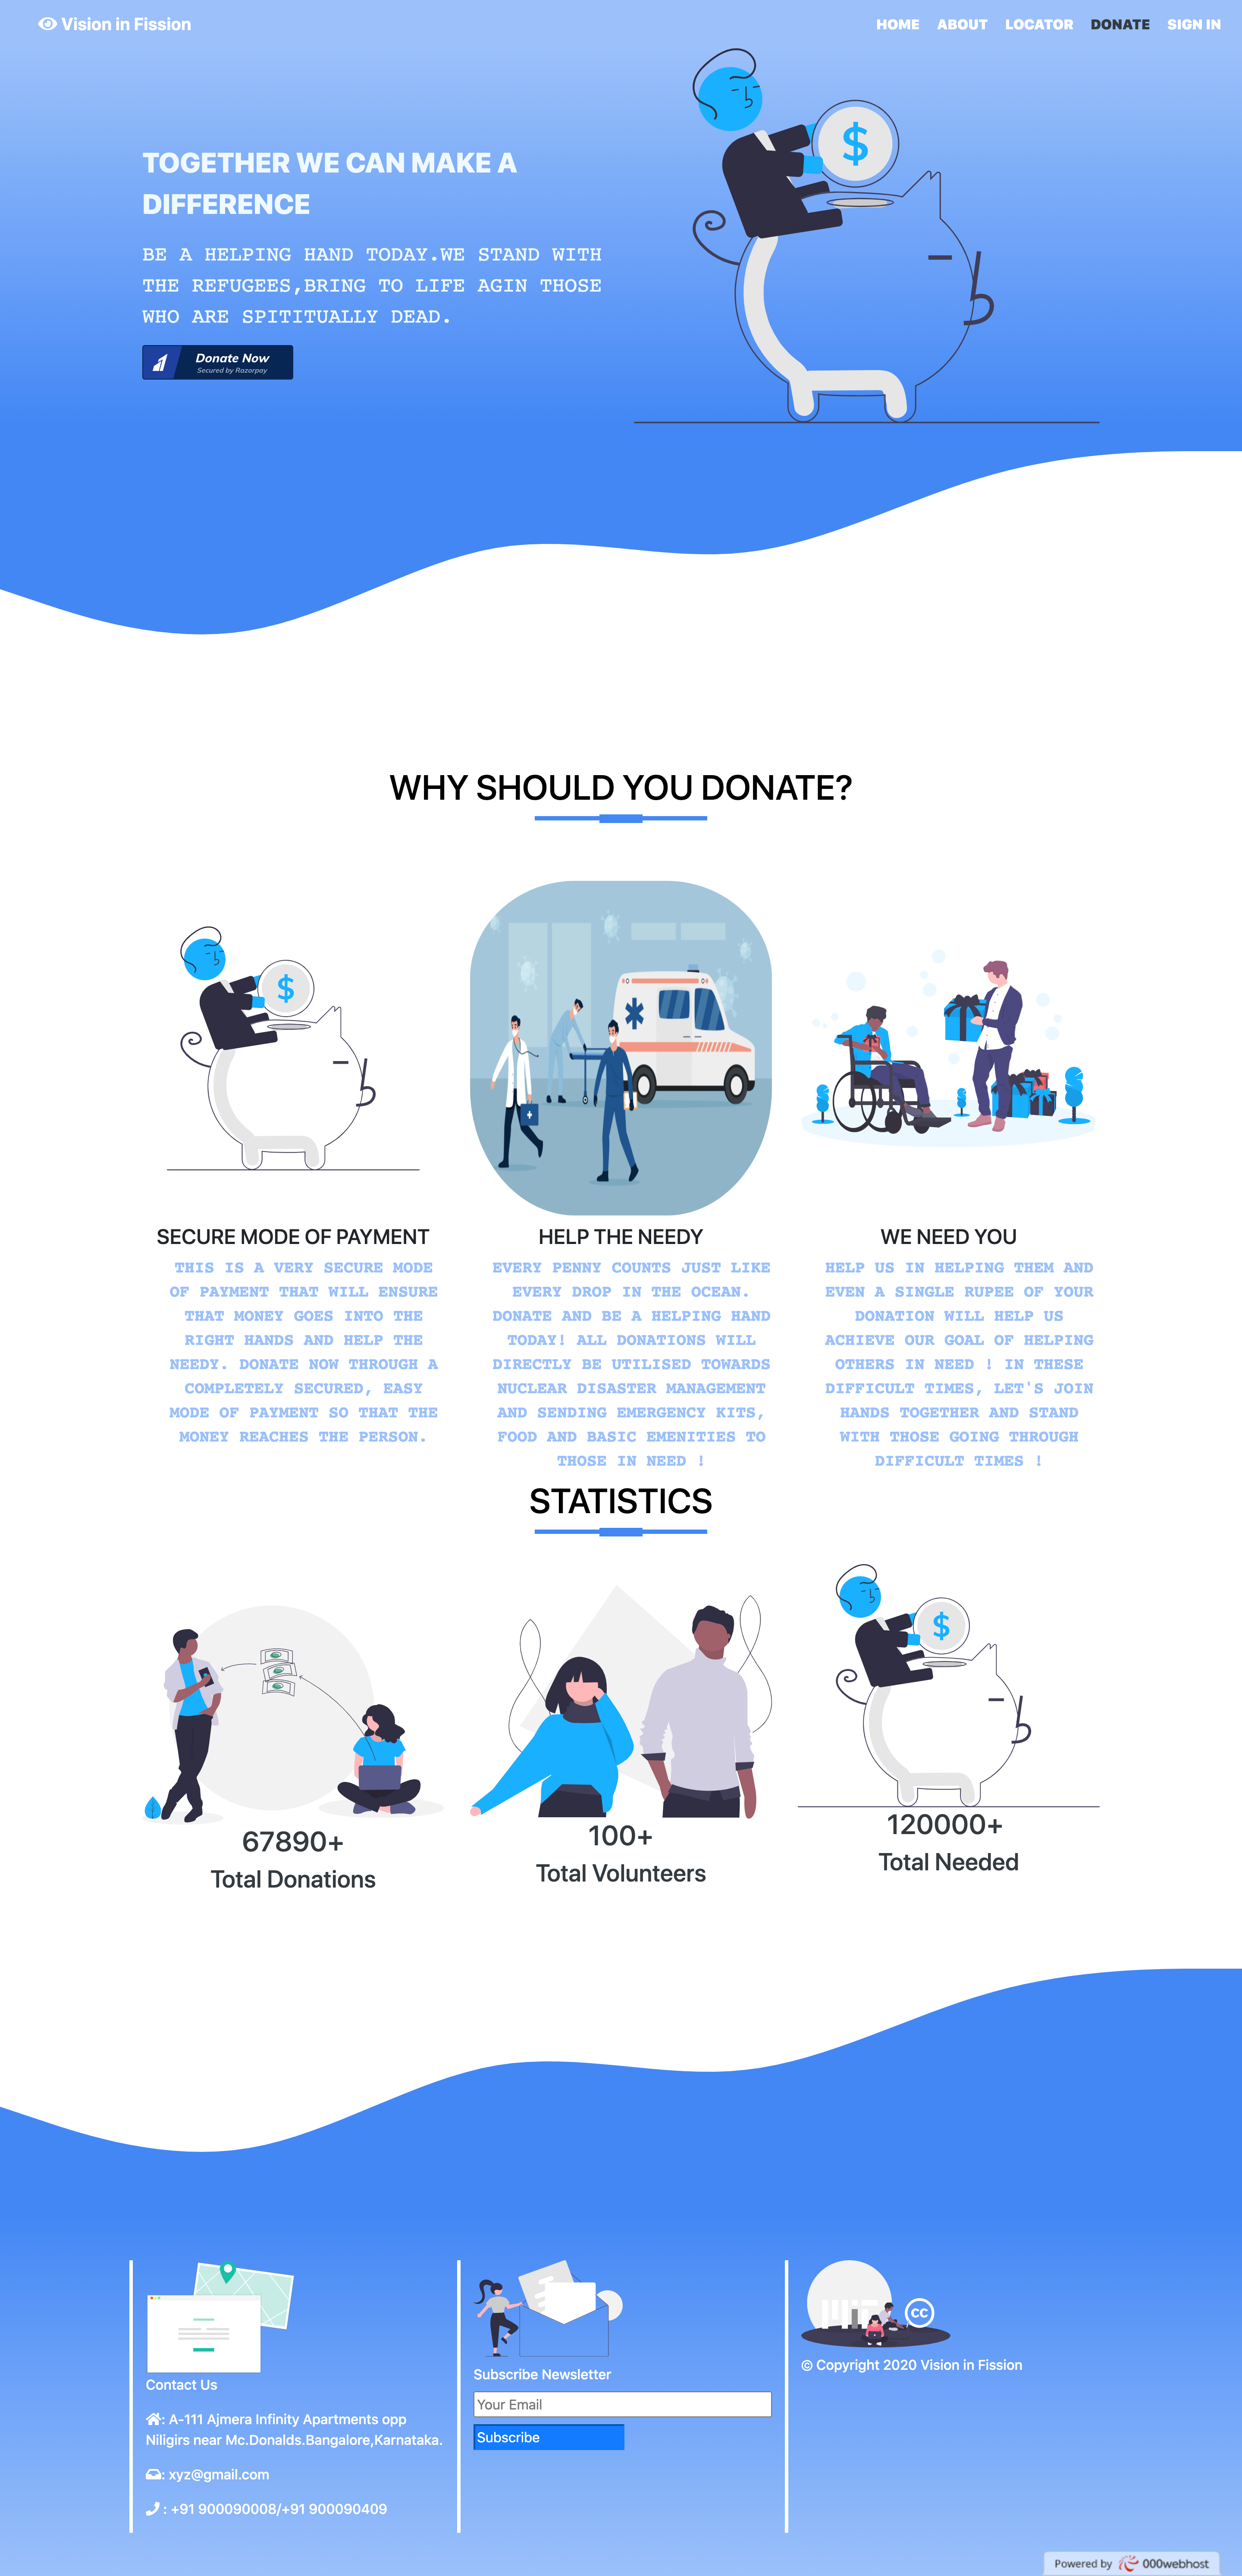 Vision in Fission
HOME ABOUT LOCATOR DONATE SIGN IN
TOGETHER WE CAN MAKE A
DIFFERENCE
BE A HELPING HAND TODAY.WE STAND WITH
THE REFUGEES,BRING TO LIFE AGIN THOSE
WHO ARE SPITITUALLY DEAD.
Donate Now
Secured by Razorpay
$
WHY SHOULD YOU DONATE?
$
SECURE MODE OF PAYMENT
THIS IS A VERY SECURE MODE
OF PAYMENT THAT WILL ENSURE
THAT MONEY GOES INTO THE
RIGHT HANDS AND HELP THE
NEEDY. DONATE NOW THROUGH A
COMPLETELY SECURED, EASY
MODE OF PAYMENT SO THAT THE
MONEY REACHES THE PERSON.
HELP THE NEEDY
EVERY PENNY COUNTS JUST LIKE
EVERY DROP IN THE OCEAN.
DONATE AND BE A HELPING HAND
TODAY! ALL DONATIONS WILL
DIRECTLY BE UTILISED TOWARDS
NUCLEAR DISASTER MANAGEMENT
AND SENDING EMERGENCY KITS,
FOOD AND BASIC EMENITIES TO
THOSE IN NEED !
WE NEED YOU
HELP US IN HELPING THEM AND
EVEN A SINGLE RUPEE OF YOUR
DONATION WILL HELP US
ACHIEVE OUR GOAL OF HELPING
OTHERS IN NEED ! IN THESE
DIFFICULT TIMES, LET'S JOIN
HANDS TOGETHER AND STAND
WITH THOSE GOING THROUGH
DIFFICULT TIMES !
STATISTICS
67890+
Total Donations
100+
Total Volunteers
$
120000+
Total Needed
Contact Us
: A-111 Ajmera Infinity Apartments opp
Niligirs near Mc.Donalds.Bangalore,Karnataka.
: xyz@gmail.com
: +91 900090008/+91 900090409
Subscribe Newsletter
Your Email
Subscribe
MIT
CC
© Copyright 2020 Vision in Fission
Powered by 000webhost